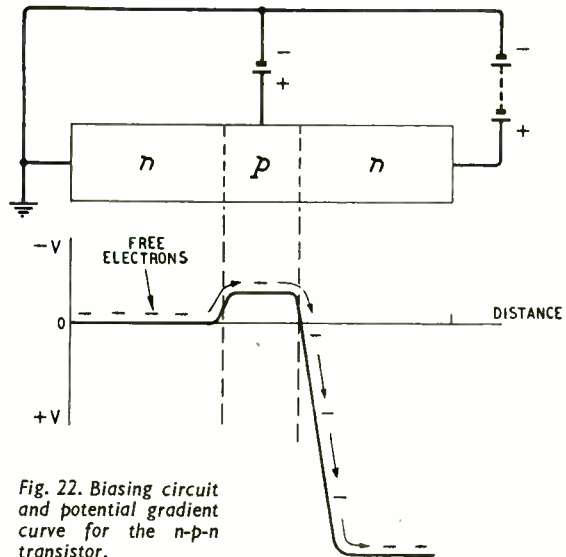 −
+
−
+
n
p
n
−V
FREE
ELECTRONS
0
DISTANCE
+V
Fig. 22. Biasing circuit
and potential gradient
curve for the n-p-n
transistor.